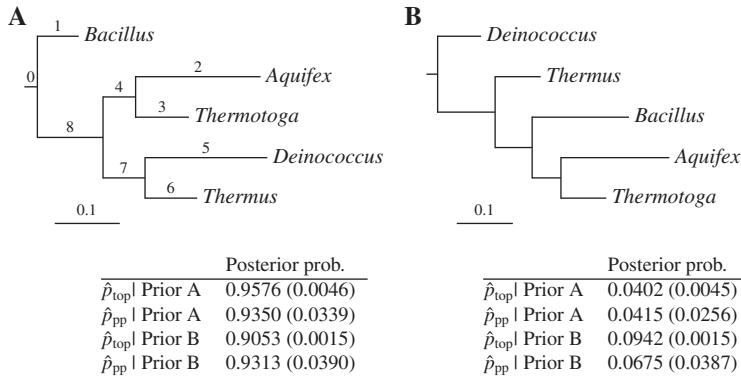 A
1
Bacillus
0
2
Aquifex
4
3
Thermotoga
8
5
Deinococcus
7
6
Thermus
0.1
Posterior prob.
p̂top| Prior A 0.9576 (0.0046)
p̂pp| Prior A 0.9350 (0.0339)
p̂top| Prior B 0.9053 (0.0015)
p̂pp| Prior B 0.9313 (0.0390)
B
Deinococcus
Thermus
Bacillus
Aquifex
Thermotoga
0.1
Posterior prob.
p̂top| Prior A 0.0402 (0.0045)
p̂pp| Prior A 0.0415 (0.0256)
p̂top| Prior B 0.0942 (0.0015)
p̂pp| Prior B 0.0675 (0.0387)